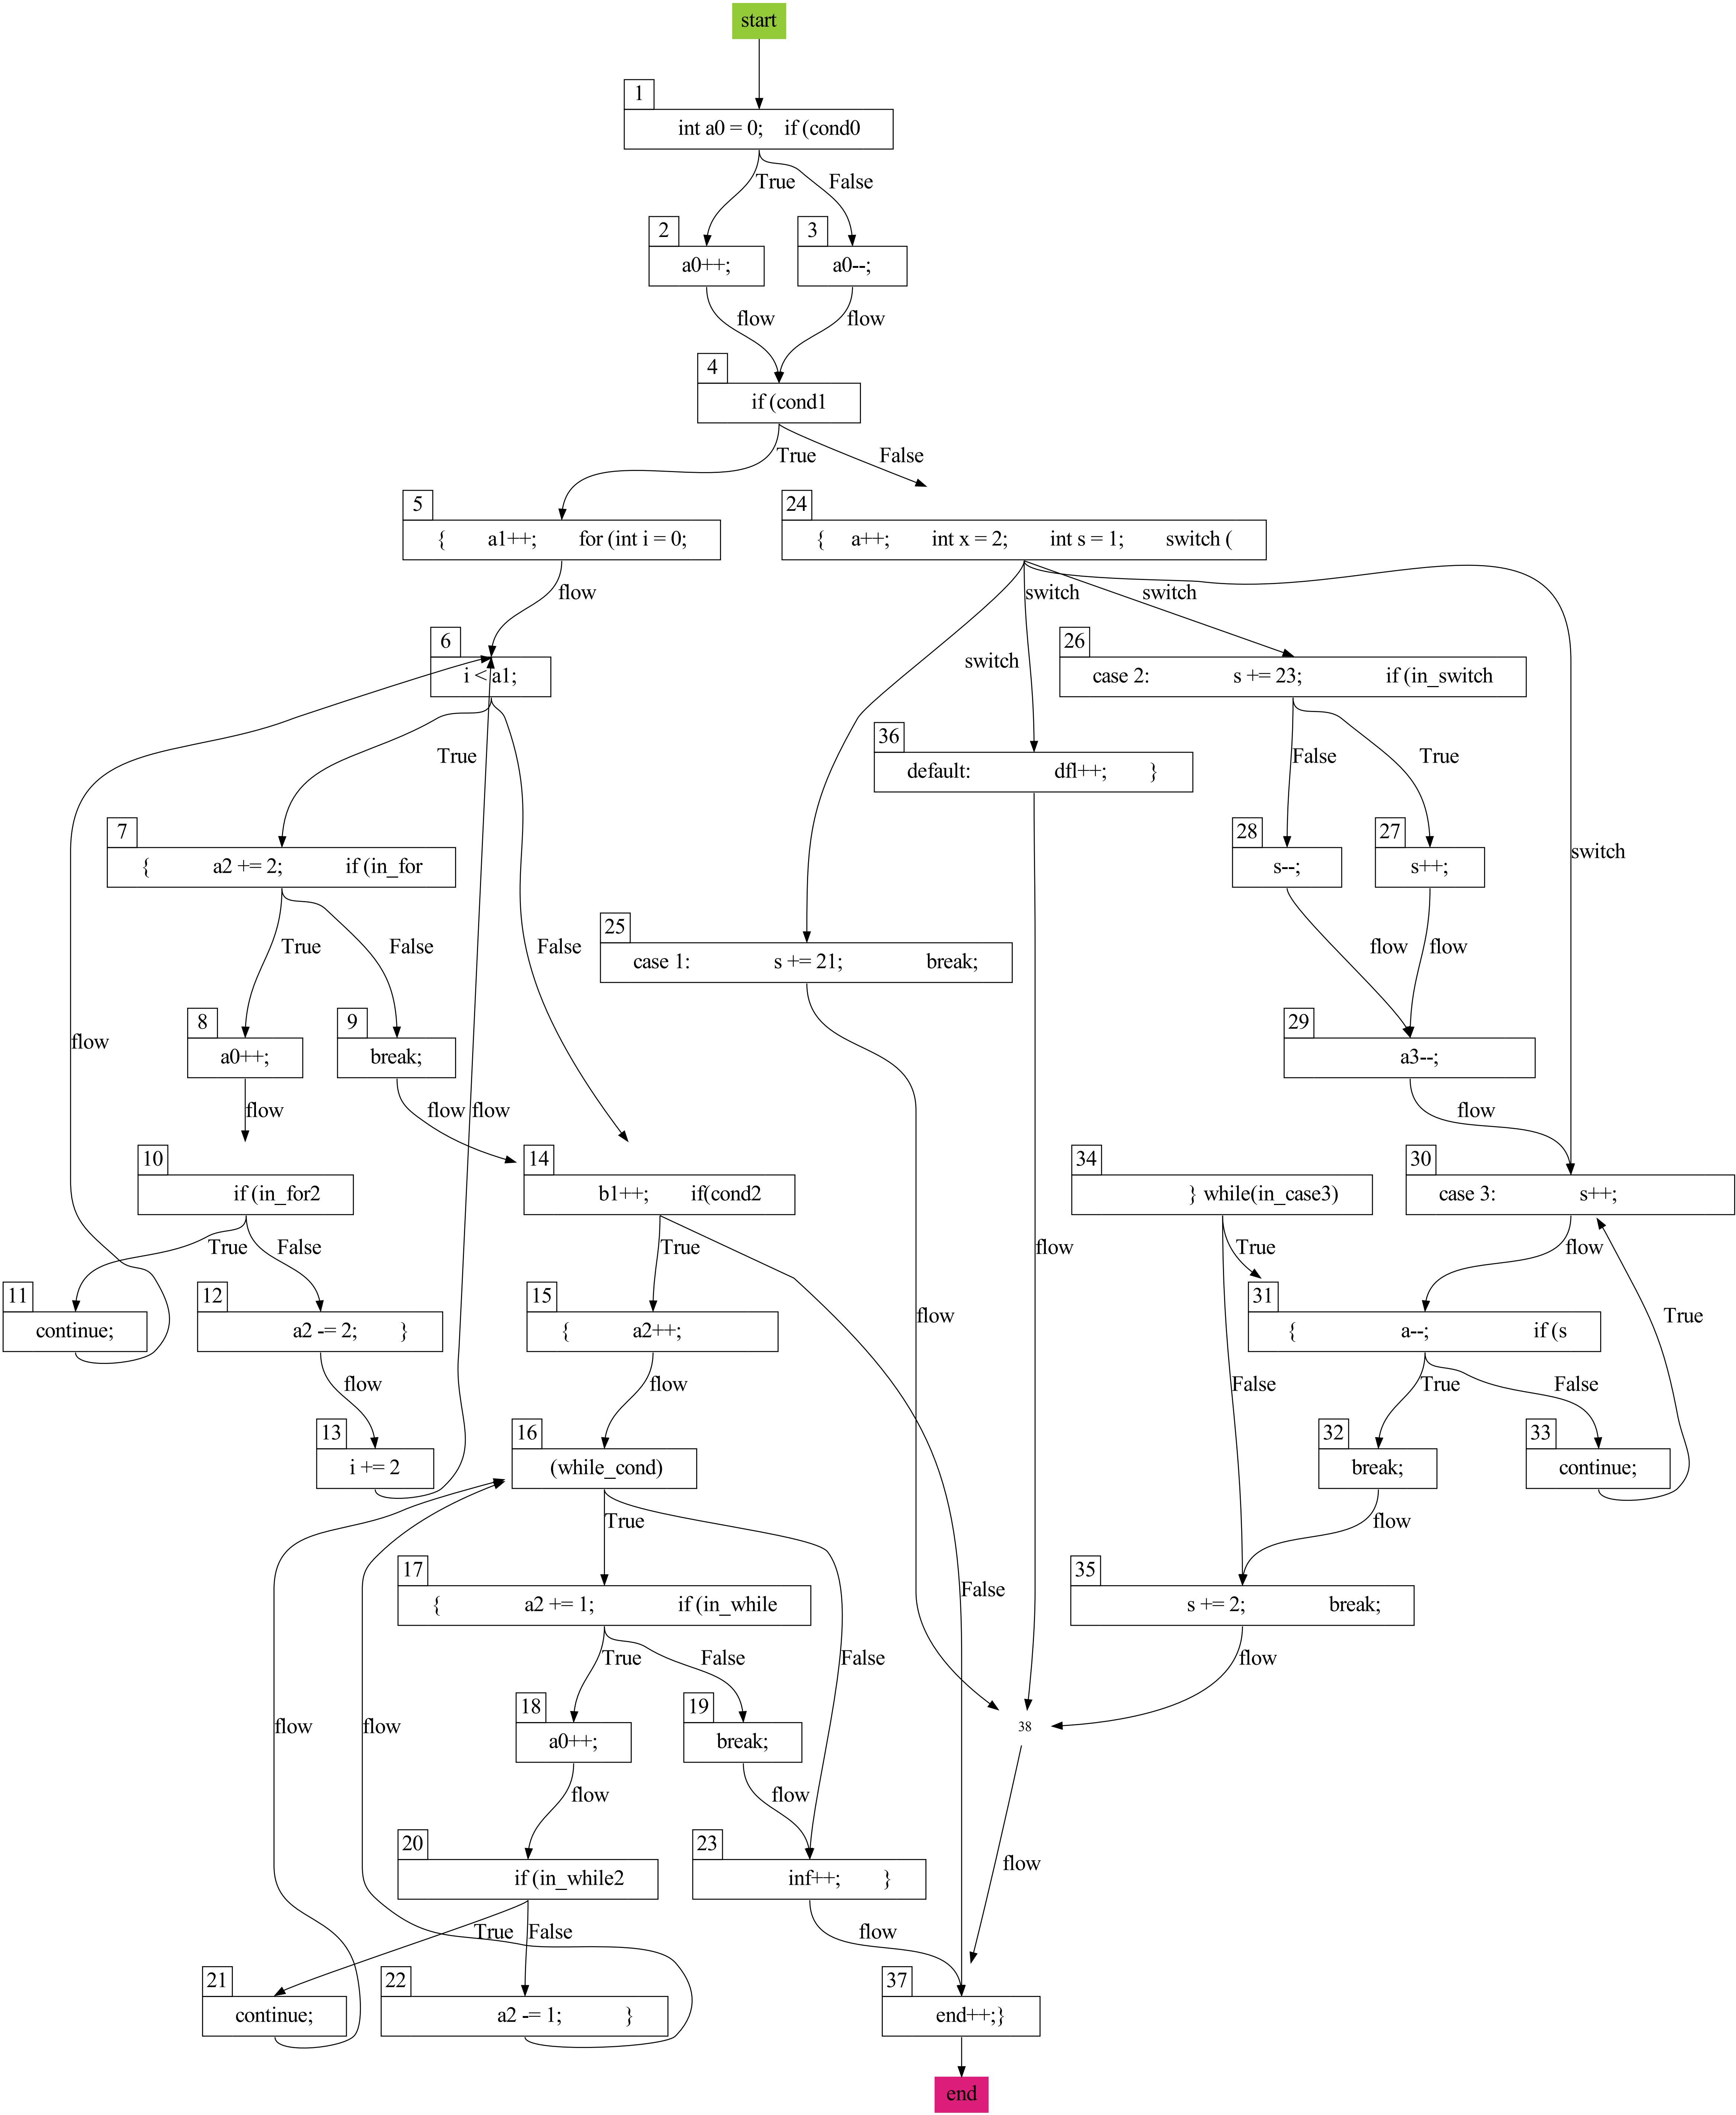 start
1
int a0 = 0; if (cond0
True
False
2
3
a0++;
a0--;
flow
flow
4
if (cond1
True
False
5
24
{ a1++; for (int i = 0;
{ a++; int x = 2; int s = 1; switch (
flow
switch
switch
6
26
i < a1;
switch
case 2: s += 23; if (in_switch
36
True
False
True
default: dfl++; }
7
28
27
{ a2 += 2; if (in_for
s--;
s++;
switch
25
True
False
False
flow
flow
case 1: s += 21; break;
8
9
29
flow
a0++;
break;
a3--;
flow
flow
flow
flow
10
14
34
30
if (in_for2
b1++; if(cond2
} while(in_case3)
case 3: s++;
True
False
True
flow
True
flow
11
12
15
31
flow
True
continue;
a2 -= 2; }
{ a2++;
{ a--; if (s
flow
flow
False
True
False
13
16
32
33
i += 2
(while_cond)
break;
continue;
True
flow
17
35
False
{ a2 += 1; if (in_while
s += 2; break;
True
False
False
flow
18
19
flow
flow
38
a0++;
break;
flow
flow
20
23
flow
if (in_while2
inf++; }
True
False
flow
21
22
37
continue;
a2 -= 1; }
end++;}
end